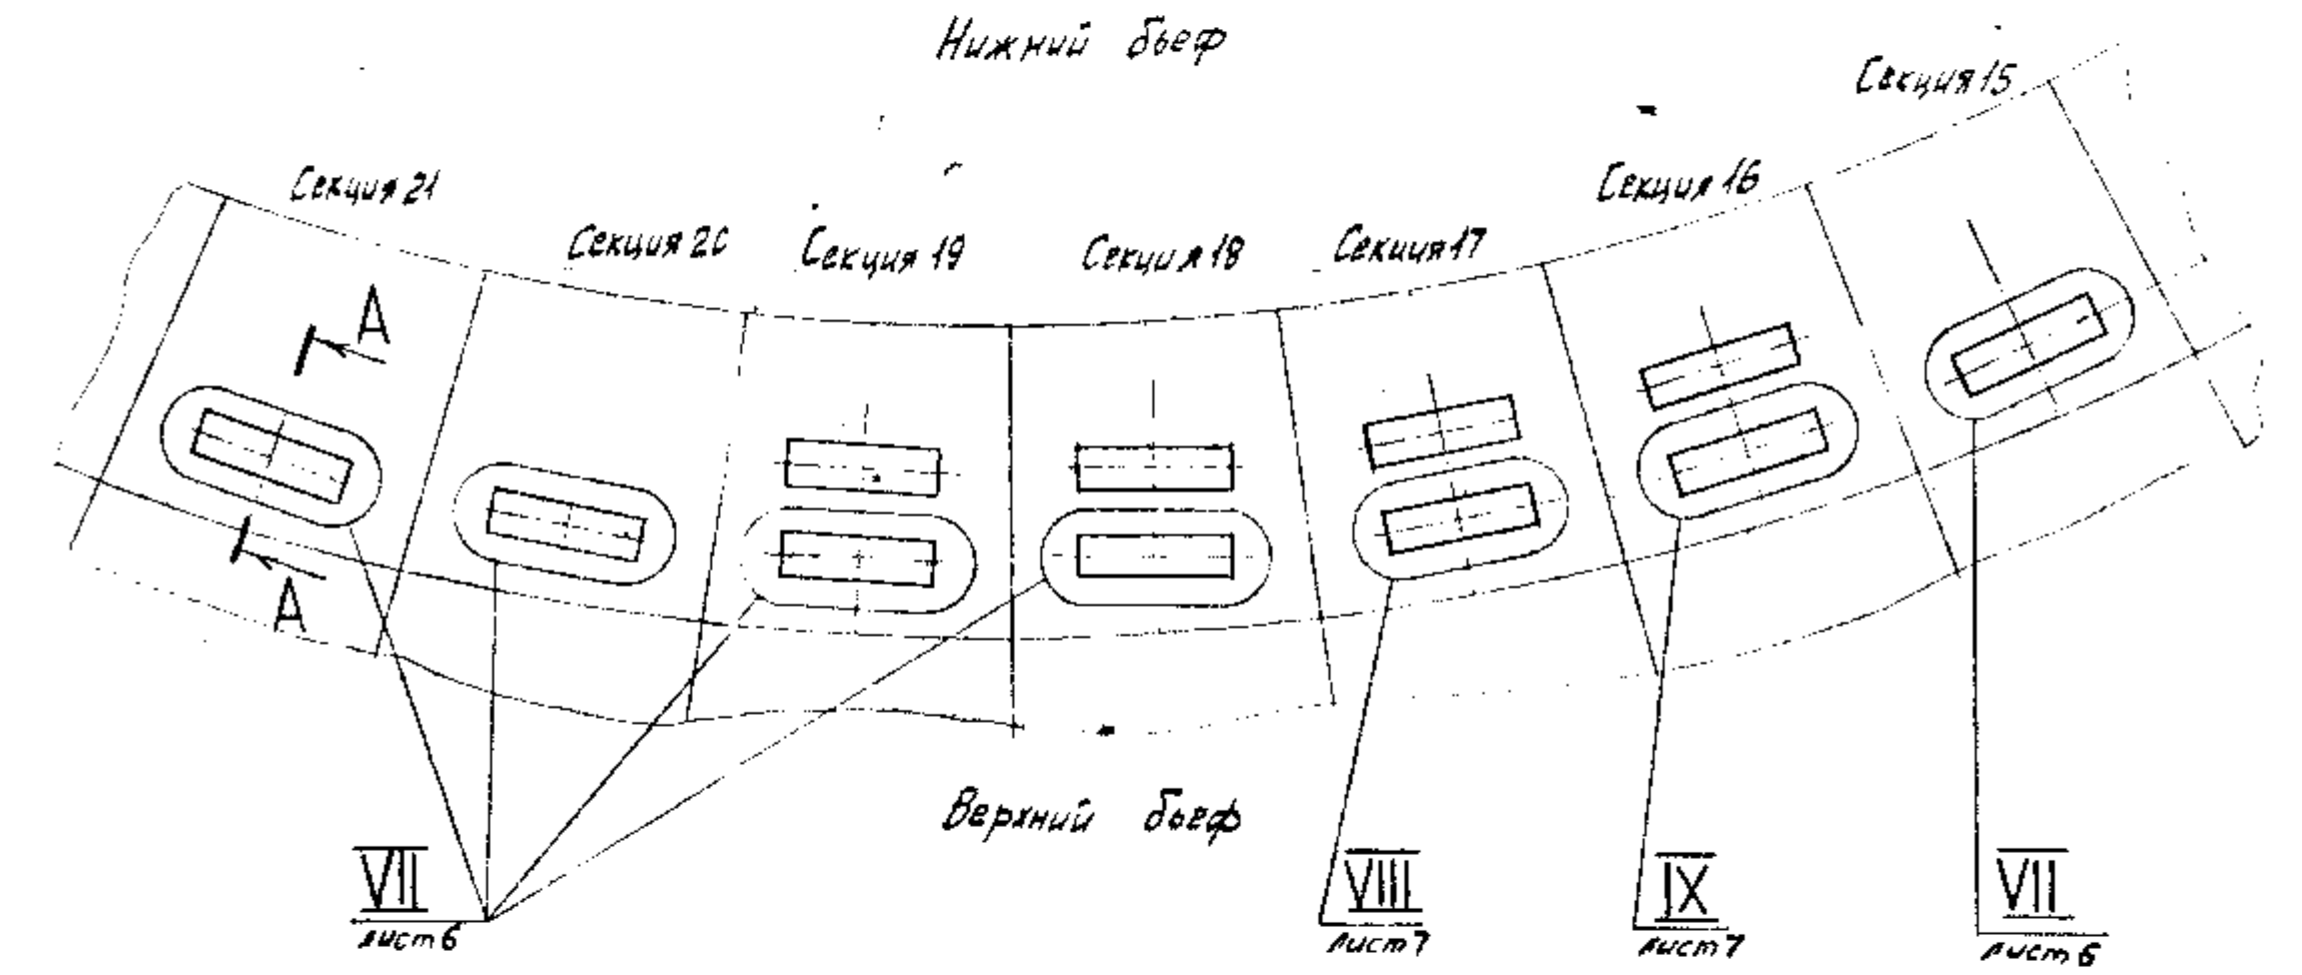 Нижний бьеф
Секция 15
Секция 16
Секция 21
Секция 20
Секция 19
Секция 18
Секция 17
А
А
Верхний бьеф
VII
лист 6
VIII
лист 7
IX
лист 7
VII
лист 6